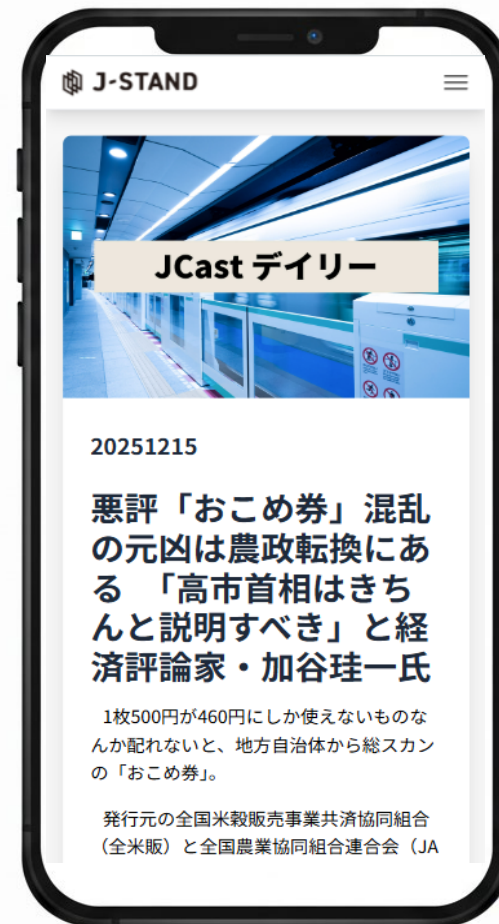 J-STAND
JCast デイリー
20251215
悪評「おこめ券」混乱
の元凶は農政転換にあ
る　「高市首相はきち
んと説明すべき」と経
済評論家・加谷珪一氏
1枚500円が460円にしか使えないものな
んか配れないと、地方自治体から総スカン
の「おこめ券」。
発行元の全国米穀販売事業共済協同組合
（全米販）と全国農業協同組合連合会（JA